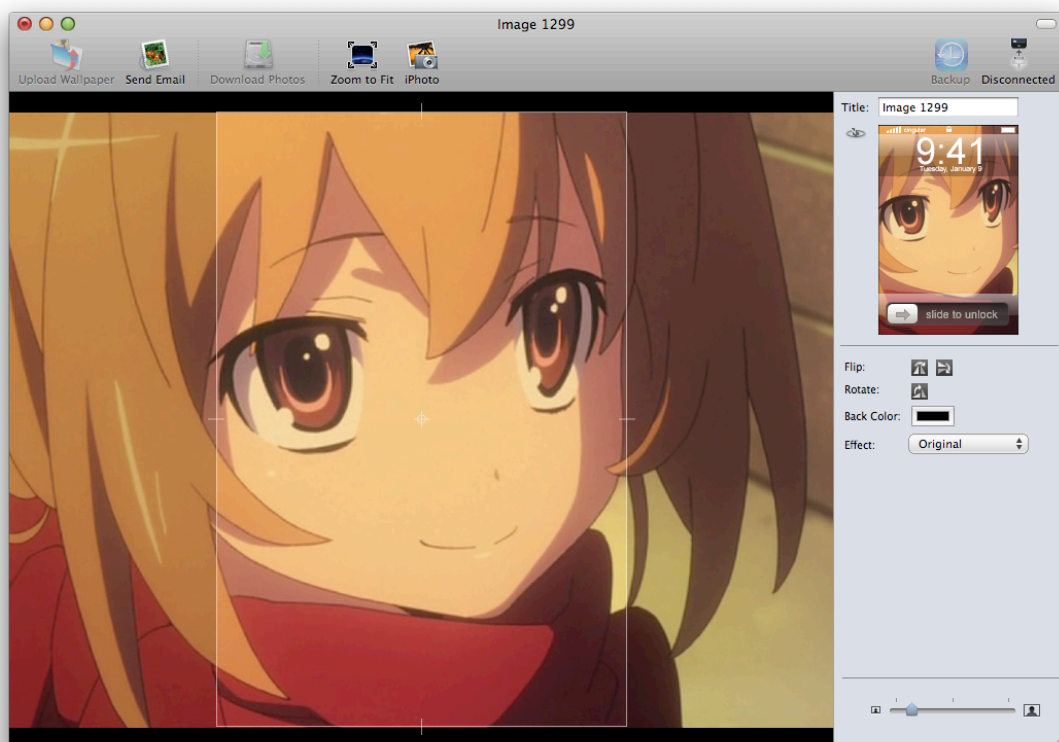 Image 1299
Upload Wallpaper Send Email Download Photos Zoom to Fit iPhoto Backup Disconnected
Title: Image 1299
cingular
9:41
Tuesday, January 9
slide to unlock
Flip:
Rotate:
Back Color:
Effect: Original